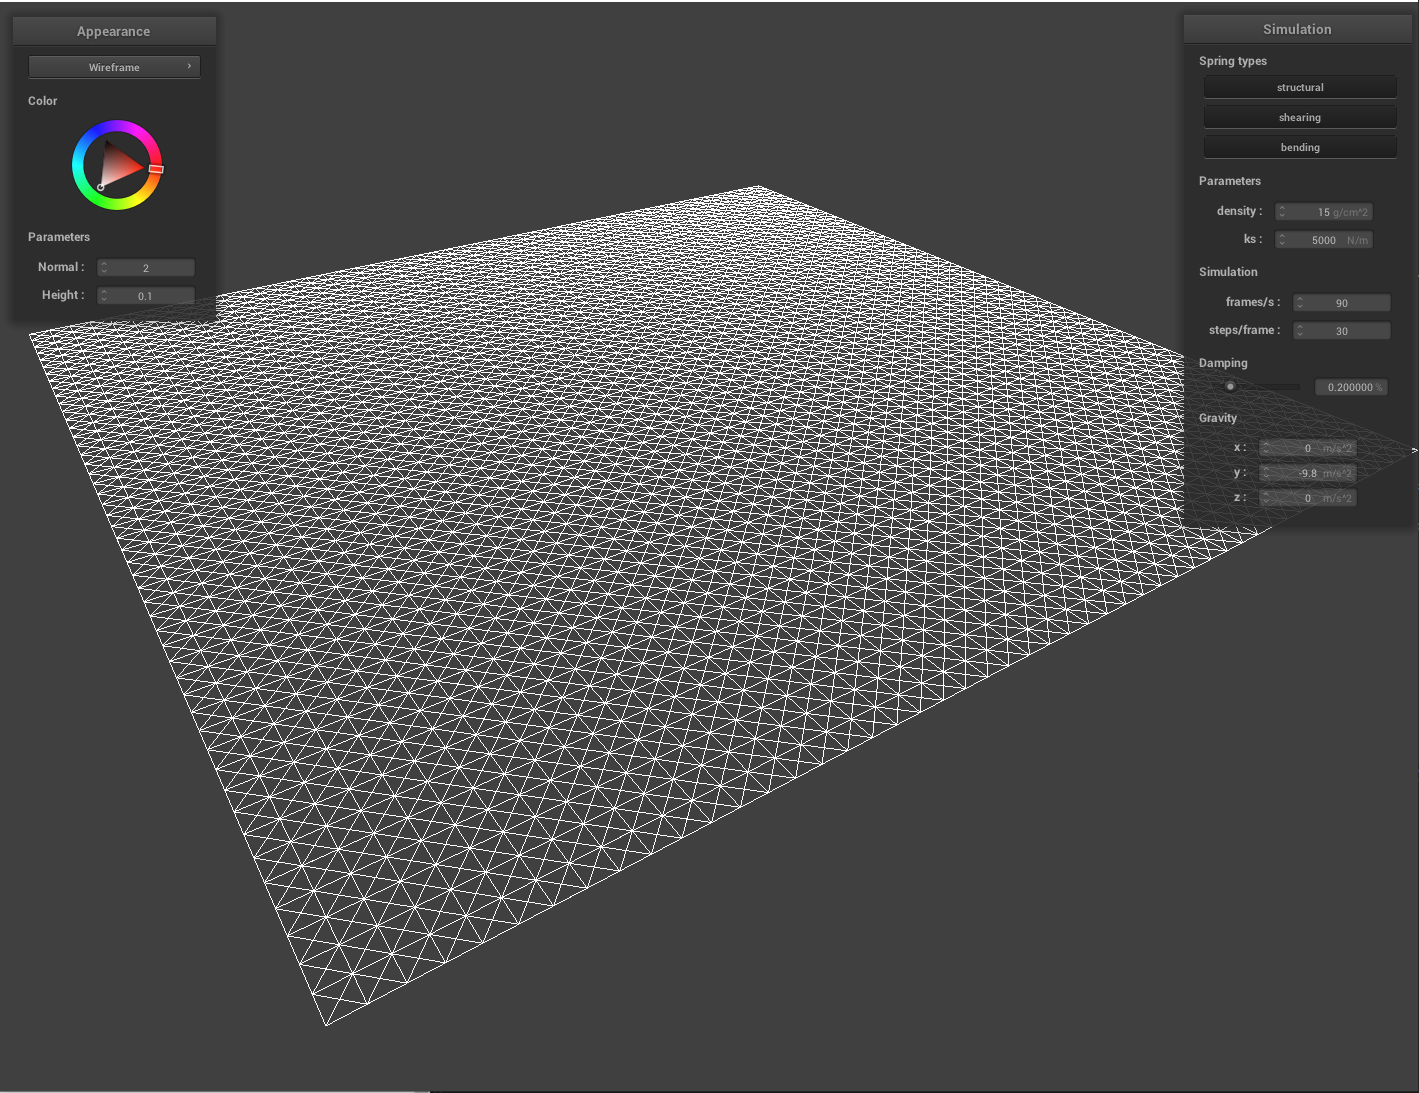 Appearance
Wireframe
Color
Parameters
Normal : 2
Height : 0.1
Simulation
Spring types
structural
shearing
bending
Parameters
density : 15 g/cm^2
ks : 5000 N/m
Simulation
frames/s : 90
steps/frame : 30
Damping
0.200000 %
Gravity
x : 0 m/s^2
y : -9.8 m/s^2
z : 0 m/s^2